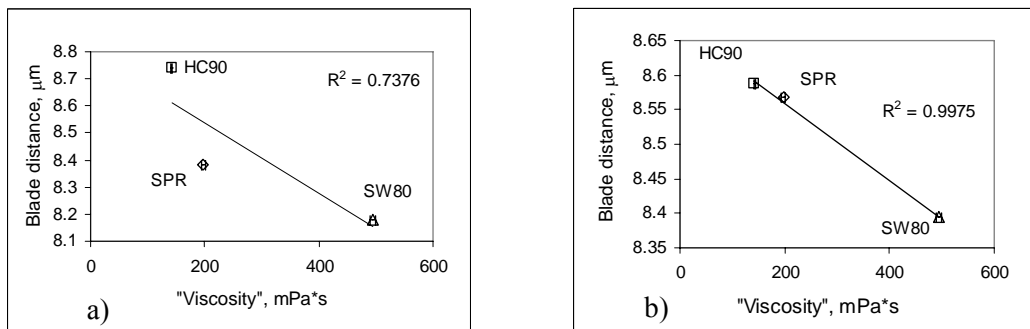 Blade distance, μm
8.8
8.7
8.6
8.5
8.4
8.3
8.2
8.1
HC90
R² = 0.7376
SPR
SW80
0
200
400
600
"Viscosity", mPa*s
a)
Blade distance, μm
8.65
8.6
8.55
8.5
8.45
8.4
8.35
HC90
SPR
R² = 0.9975
SW80
0
200
400
600
"Viscosity", mPa*s
b)